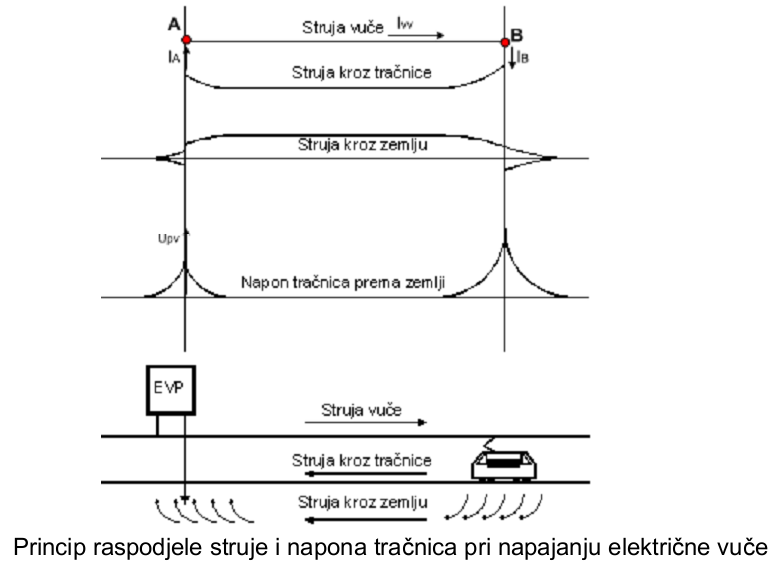 A
Struja vuče Ivv
B
IA
IB
Struja kroz tračnice
Struja kroz zemlju
Upv
Napon tračnica prema zemlji
EVP
Struja vuče
Struja kroz tračnice
Struja kroz zemlju
Princip raspodjele struje i napona tračnica pri napajanju električne vuče